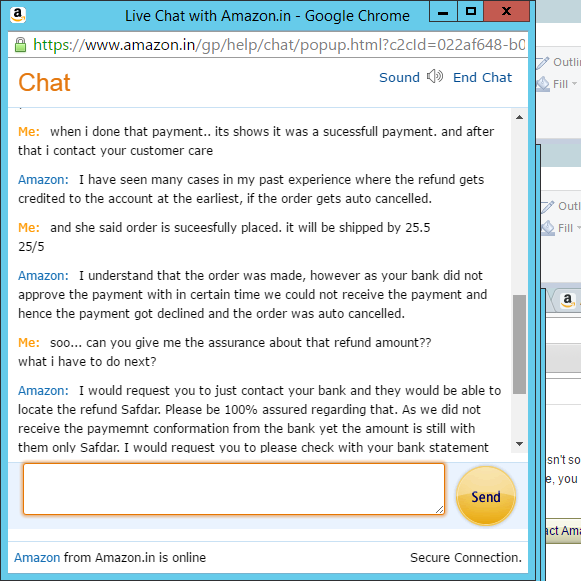 Live Chat with Amazon.in - Google Chrome
https://www.amazon.in/gp/help/chat/popup.html?c2cId=022af648-b0
Chat
Sound End Chat
Me: when i done that payment.. its shows it was a sucessfull payment. and after
that i contact your customer care
Amazon: I have seen many cases in my past experience where the refund gets
credited to the account at the earliest, if the order gets auto cancelled.
Me: and she said order is suceesfully placed. it will be shipped by 25.5
25/5
Amazon: I understand that the order was made, however as your bank did not
approve the payment with in certain time we could not receive the payment and
hence the payment got declined and the order was auto cancelled.
Me: soo... can you give me the assurance about that refund amount??
what i have to do next?
Amazon: I would request you to just contact your bank and they would be able to
locate the refund Safdar. Please be 100% assured regarding that. As we did not
receive the paymemnt conformation from the bank yet the amount is still with
them only Safdar. I would request you to please check with your bank statement
Send
Amazon from Amazon.in is online
Secure Connection.
Outli
Fill
Outl
Fill
sn't so
e, you
act Ama